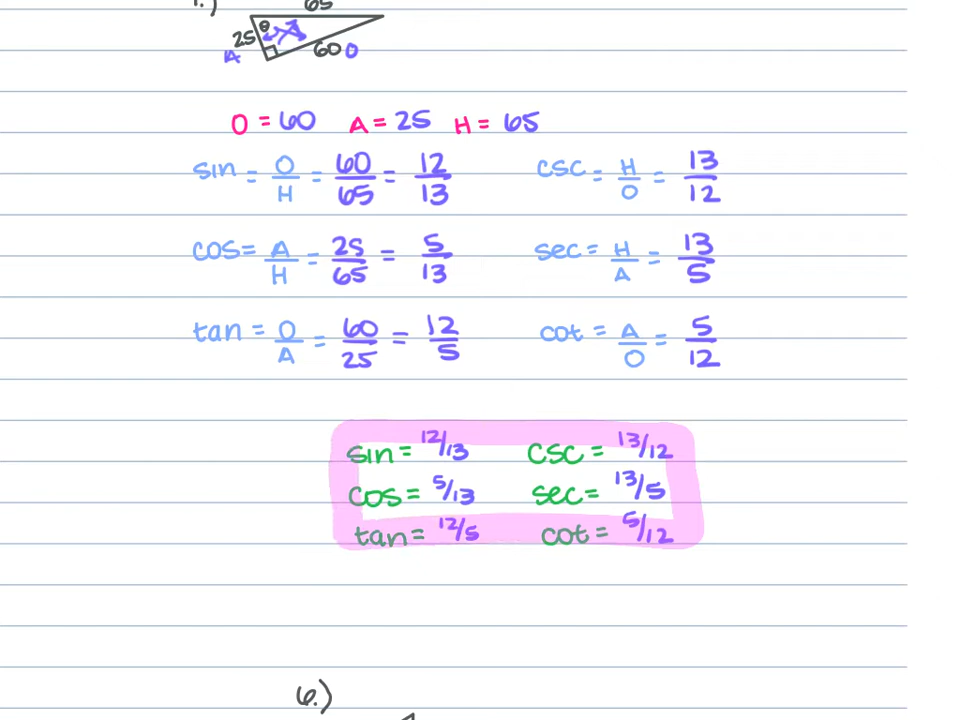 65
25 θ
A 60 O
O = 60 A = 25 H = 65
sin = O/H = 60/65 = 12/13 csc = H/O = 13/12
cos = A/H = 25/65 = 5/13 sec = H/A = 13/5
tan = O/A = 60/25 = 12/5 cot = A/O = 5/12
sin = 12/13 csc = 13/12
cos = 5/13 sec = 13/5
tan = 12/5 cot = 5/12
6.)